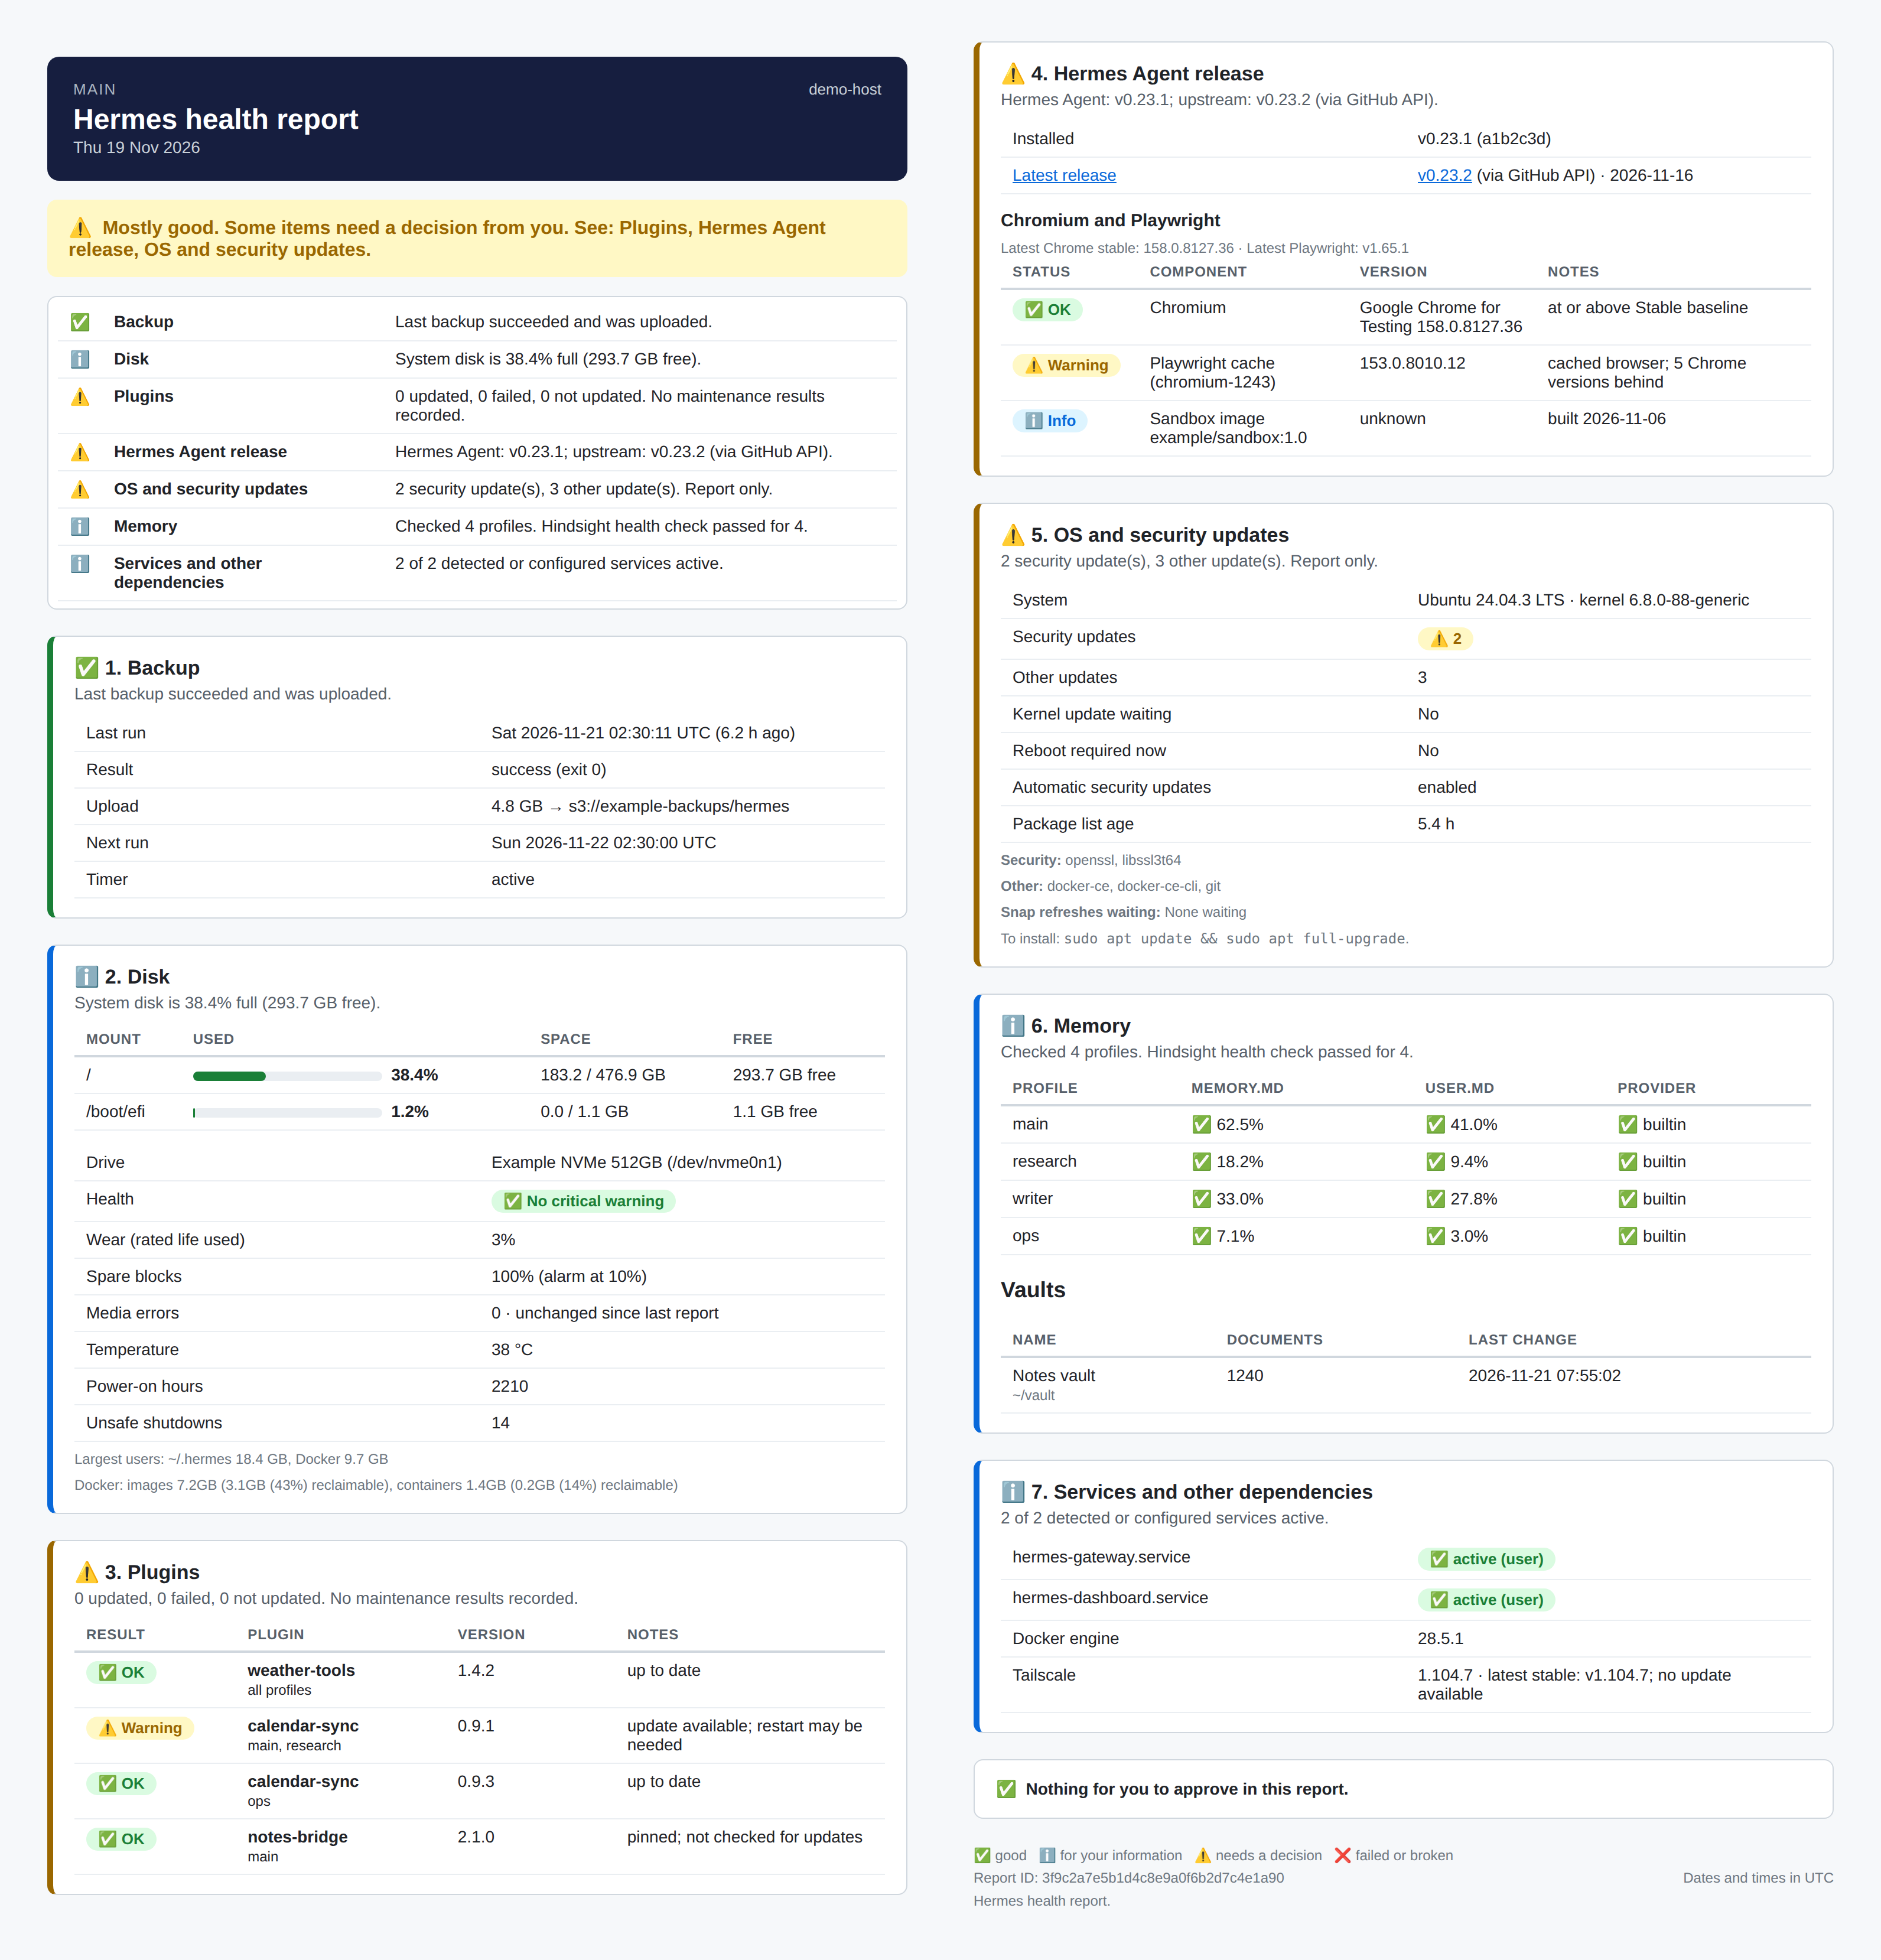 MAIN
demo-host
Hermes health report
Thu 19 Nov 2026
⚠️ Mostly good. Some items need a decision from you. See: Plugins, Hermes Agent
release, OS and security updates.
✅ Backup Last backup succeeded and was uploaded.
ℹ️ Disk System disk is 38.4% full (293.7 GB free).
⚠️ Plugins 0 updated, 0 failed, 0 not updated. No maintenance results
recorded.
⚠️ Hermes Agent release Hermes Agent: v0.23.1; upstream: v0.23.2 (via GitHub API).
⚠️ OS and security updates 2 security update(s), 3 other update(s). Report only.
ℹ️ Memory Checked 4 profiles. Hindsight health check passed for 4.
ℹ️ Services and other 2 of 2 detected or configured services active.
dependencies
✅ 1. Backup
Last backup succeeded and was uploaded.
Last run Sat 2026-11-21 02:30:11 UTC (6.2 h ago)
Result success (exit 0)
Upload 4.8 GB → s3://example-backups/hermes
Next run Sun 2026-11-22 02:30:00 UTC
Timer active
ℹ️ 2. Disk
System disk is 38.4% full (293.7 GB free).
MOUNT USED SPACE FREE
/ 38.4% 183.2 / 476.9 GB 293.7 GB free
/boot/efi 1.2% 0.0 / 1.1 GB 1.1 GB free
Drive Example NVMe 512GB (/dev/nvme0n1)
Health ✅ No critical warning
Wear (rated life used) 3%
Spare blocks 100% (alarm at 10%)
Media errors 0 · unchanged since last report
Temperature 38 °C
Power-on hours 2210
Unsafe shutdowns 14
Largest users: ~/.hermes 18.4 GB, Docker 9.7 GB
Docker: images 7.2GB (3.1GB (43%) reclaimable), containers 1.4GB (0.2GB (14%) reclaimable)
⚠️ 3. Plugins
0 updated, 0 failed, 0 not updated. No maintenance results recorded.
RESULT PLUGIN VERSION NOTES
✅ OK weather-tools 1.4.2 up to date
all profiles
⚠️ Warning calendar-sync 0.9.1 update available; restart may be
main, research needed
✅ OK calendar-sync 0.9.3 up to date
ops
✅ OK notes-bridge 2.1.0 pinned; not checked for updates
main
⚠️ 4. Hermes Agent release
Hermes Agent: v0.23.1; upstream: v0.23.2 (via GitHub API).
Installed v0.23.1 (a1b2c3d)
Latest release v0.23.2 (via GitHub API) · 2026-11-16
Chromium and Playwright
Latest Chrome stable: 158.0.8127.36 · Latest Playwright: v1.65.1
STATUS COMPONENT VERSION NOTES
✅ OK Chromium Google Chrome for at or above Stable baseline
Testing 158.0.8127.36
⚠️ Warning Playwright cache 153.0.8010.12 cached browser; 5 Chrome
(chromium-1243) versions behind
ℹ️ Info Sandbox image unknown built 2026-11-06
example/sandbox:1.0
⚠️ 5. OS and security updates
2 security update(s), 3 other update(s). Report only.
System Ubuntu 24.04.3 LTS · kernel 6.8.0-88-generic
Security updates ⚠️ 2
Other updates 3
Kernel update waiting No
Reboot required now No
Automatic security updates enabled
Package list age 5.4 h
Security: openssl, libssl3t64
Other: docker-ce, docker-ce-cli, git
Snap refreshes waiting: None waiting
To install: sudo apt update && sudo apt full-upgrade.
ℹ️ 6. Memory
Checked 4 profiles. Hindsight health check passed for 4.
PROFILE MEMORY.MD USER.MD PROVIDER
main ✅ 62.5% ✅ 41.0% ✅ builtin
research ✅ 18.2% ✅ 9.4% ✅ builtin
writer ✅ 33.0% ✅ 27.8% ✅ builtin
ops ✅ 7.1% ✅ 3.0% ✅ builtin
Vaults
NAME DOCUMENTS LAST CHANGE
Notes vault 1240 2026-11-21 07:55:02
~/vault
ℹ️ 7. Services and other dependencies
2 of 2 detected or configured services active.
hermes-gateway.service ✅ active (user)
hermes-dashboard.service ✅ active (user)
Docker engine 28.5.1
Tailscale 1.104.7 · latest stable: v1.104.7; no update
available
✅ Nothing for you to approve in this report.
✅ good ℹ️ for your information ⚠️ needs a decision ❌ failed or broken
Report ID: 3f9c2a7e5b1d4c8e9a0f6b2d7c4e1a90 Dates and times in UTC
Hermes health report.